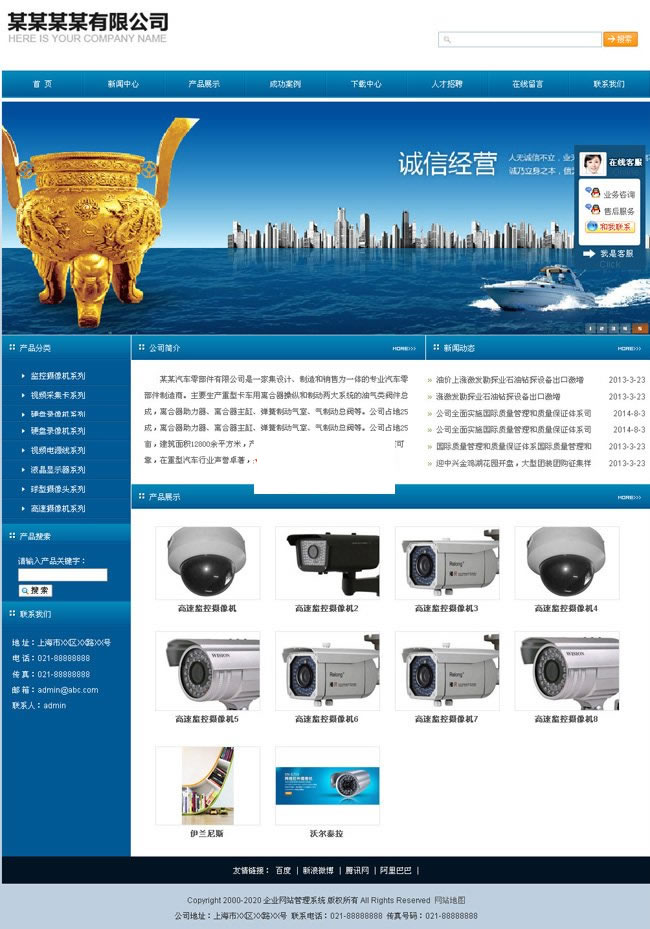 某某某某有限公司
HERE IS YOUR COMPANY NAME
搜索
首 页 新闻中心 产品展示 成功案例 下载中心 人才招聘 在线留言 联系我们
诚信经营
人无诚信不立，业无
诚乃立身之本，信
在线客服
业务咨询
售后服务
和我联系
我是客服
产品分类
监控摄像机系列
视频采集卡系列
硬盘录像机系列
硬盘录像机系列
视频电源线系列
液晶显示器系列
球型摄像头系列
高速摄像机系列
产品搜索
请输入产品关键字：
搜 索
联系我们
地 址：上海市XX区XX路XX号
电 话：021-88888888
传 真：021-88888888
邮 箱：admin@abc.com
联系人：admin
公司简介 HOME>>>
某某汽车零部件有限公司是一家集设计、制造和销售为一体的专业汽车零
部件制造商。主要生产重型卡车用离合器操纵和制动两大系统的油气类阀件总
成，离合器助力器、离合器主缸、弹簧制动气室、气制动总阀等。公司占地25
成，离合器助力器、离合器主缸、弹簧制动气室、气制动总阀等。公司占地25
亩，建筑面积12800余平方米，产 可
靠，在重型汽车行业声誉卓著，
新闻动态 HOME>>>
油价上涨激发勘探业石油钻探设备出口激增 2013-3-23
涨激发勘探业石油钻探设备出口激增 2013-3-23
公司全面实施国际质量管理和质量保证体系司 2014-8-3
公司全面实施国际质量管理和质量保证体系司 2014-8-3
国际质量管理和质量保证体系国际质量管理和 2013-3-23
迎中兴金鸣湖花园开盘，大型团装团购征集样 2013-3-23
产品展示 HOME>>>
高速监控摄像机 高速监控摄像机2 高速监控摄像机3 高速监控摄像机4
高速监控摄像机5 高速监控摄像机6 高速监控摄像机7 高速监控摄像机8
伊兰尼斯 沃尔泰拉
友情链接： 百度 | 新浪微博 | 腾讯网 | 阿里巴巴 |
Copyright 2000-2020 企业网站管理系统 版权所有 All Rights Reserved 网站地图
公司地址：上海市XX区XX路XX号 联系电话：021-88888888 传真号码：021-88888888